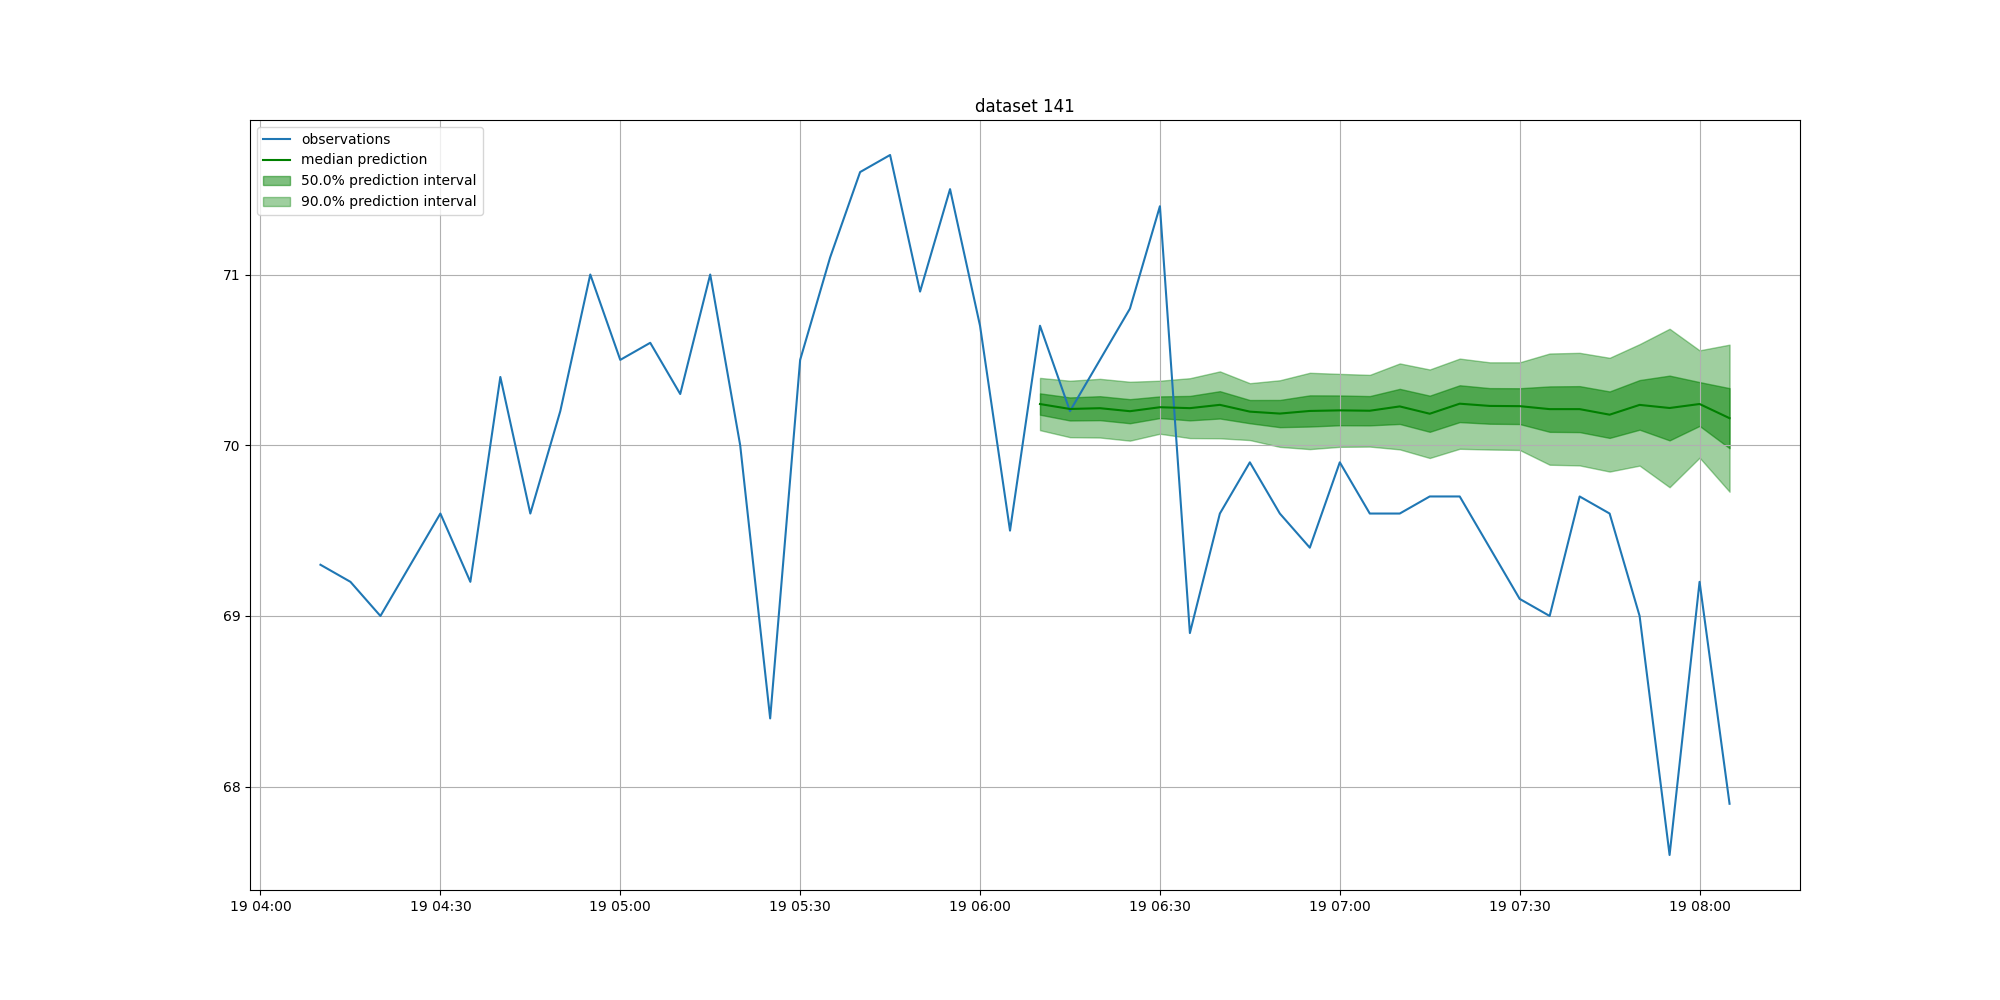 dataset 141
observations
median prediction
50.0% prediction interval
90.0% prediction interval
71
70
69
68
19 04:00 19 04:30 19 05:00 19 05:30 19 06:00 19 06:30 19 07:00 19 07:30 19 08:00